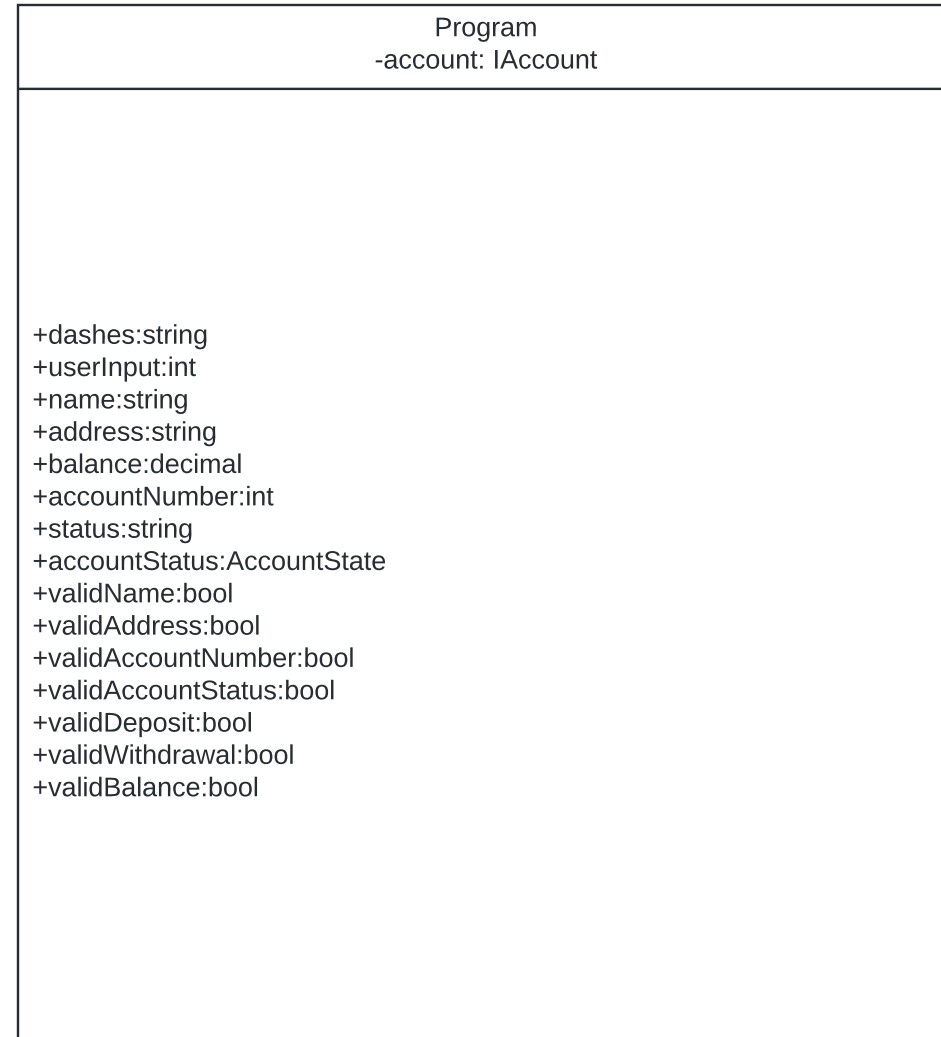 Program
-account: IAccount
+dashes:string
+userInput:int
+name:string
+address:string
+balance:decimal
+accountNumber:int
+status:string
+accountStatus:AccountState
+validName:bool
+validAddress:bool
+validAccountNumber:bool
+validAccountStatus:bool
+validDeposit:bool
+validWithdrawal:bool
+validBalance:bool